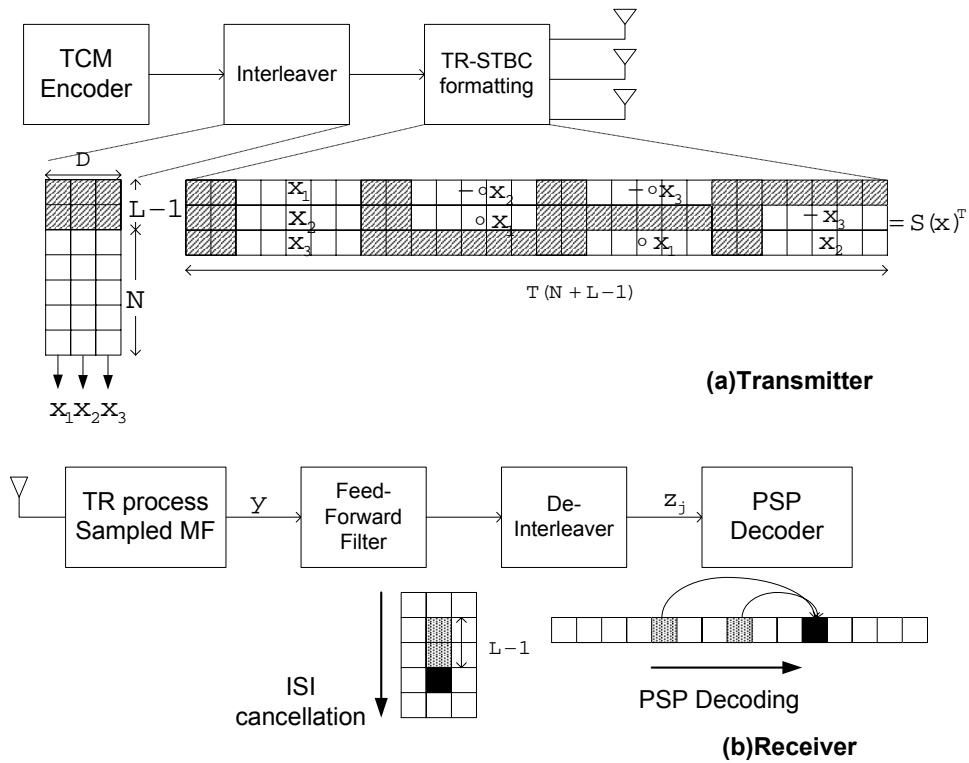 TCM
Encoder
Interleaver
TR-STBC
formatting
D
L-1
N
x₁ x₂ x₃
x₁ -∘x₂ -∘x₃
x₂ ∘x₁ -x₃
x₃ ∘x₁ x₂
=S(x)ᵀ
T(N+L-1)
(a)Transmitter
TR process
Sampled MF
y
Feed-
Forward
Filter
De-
Interleaver
zⱼ
PSP
Decoder
ISI
cancellation
L-1
PSP Decoding
(b)Receiver